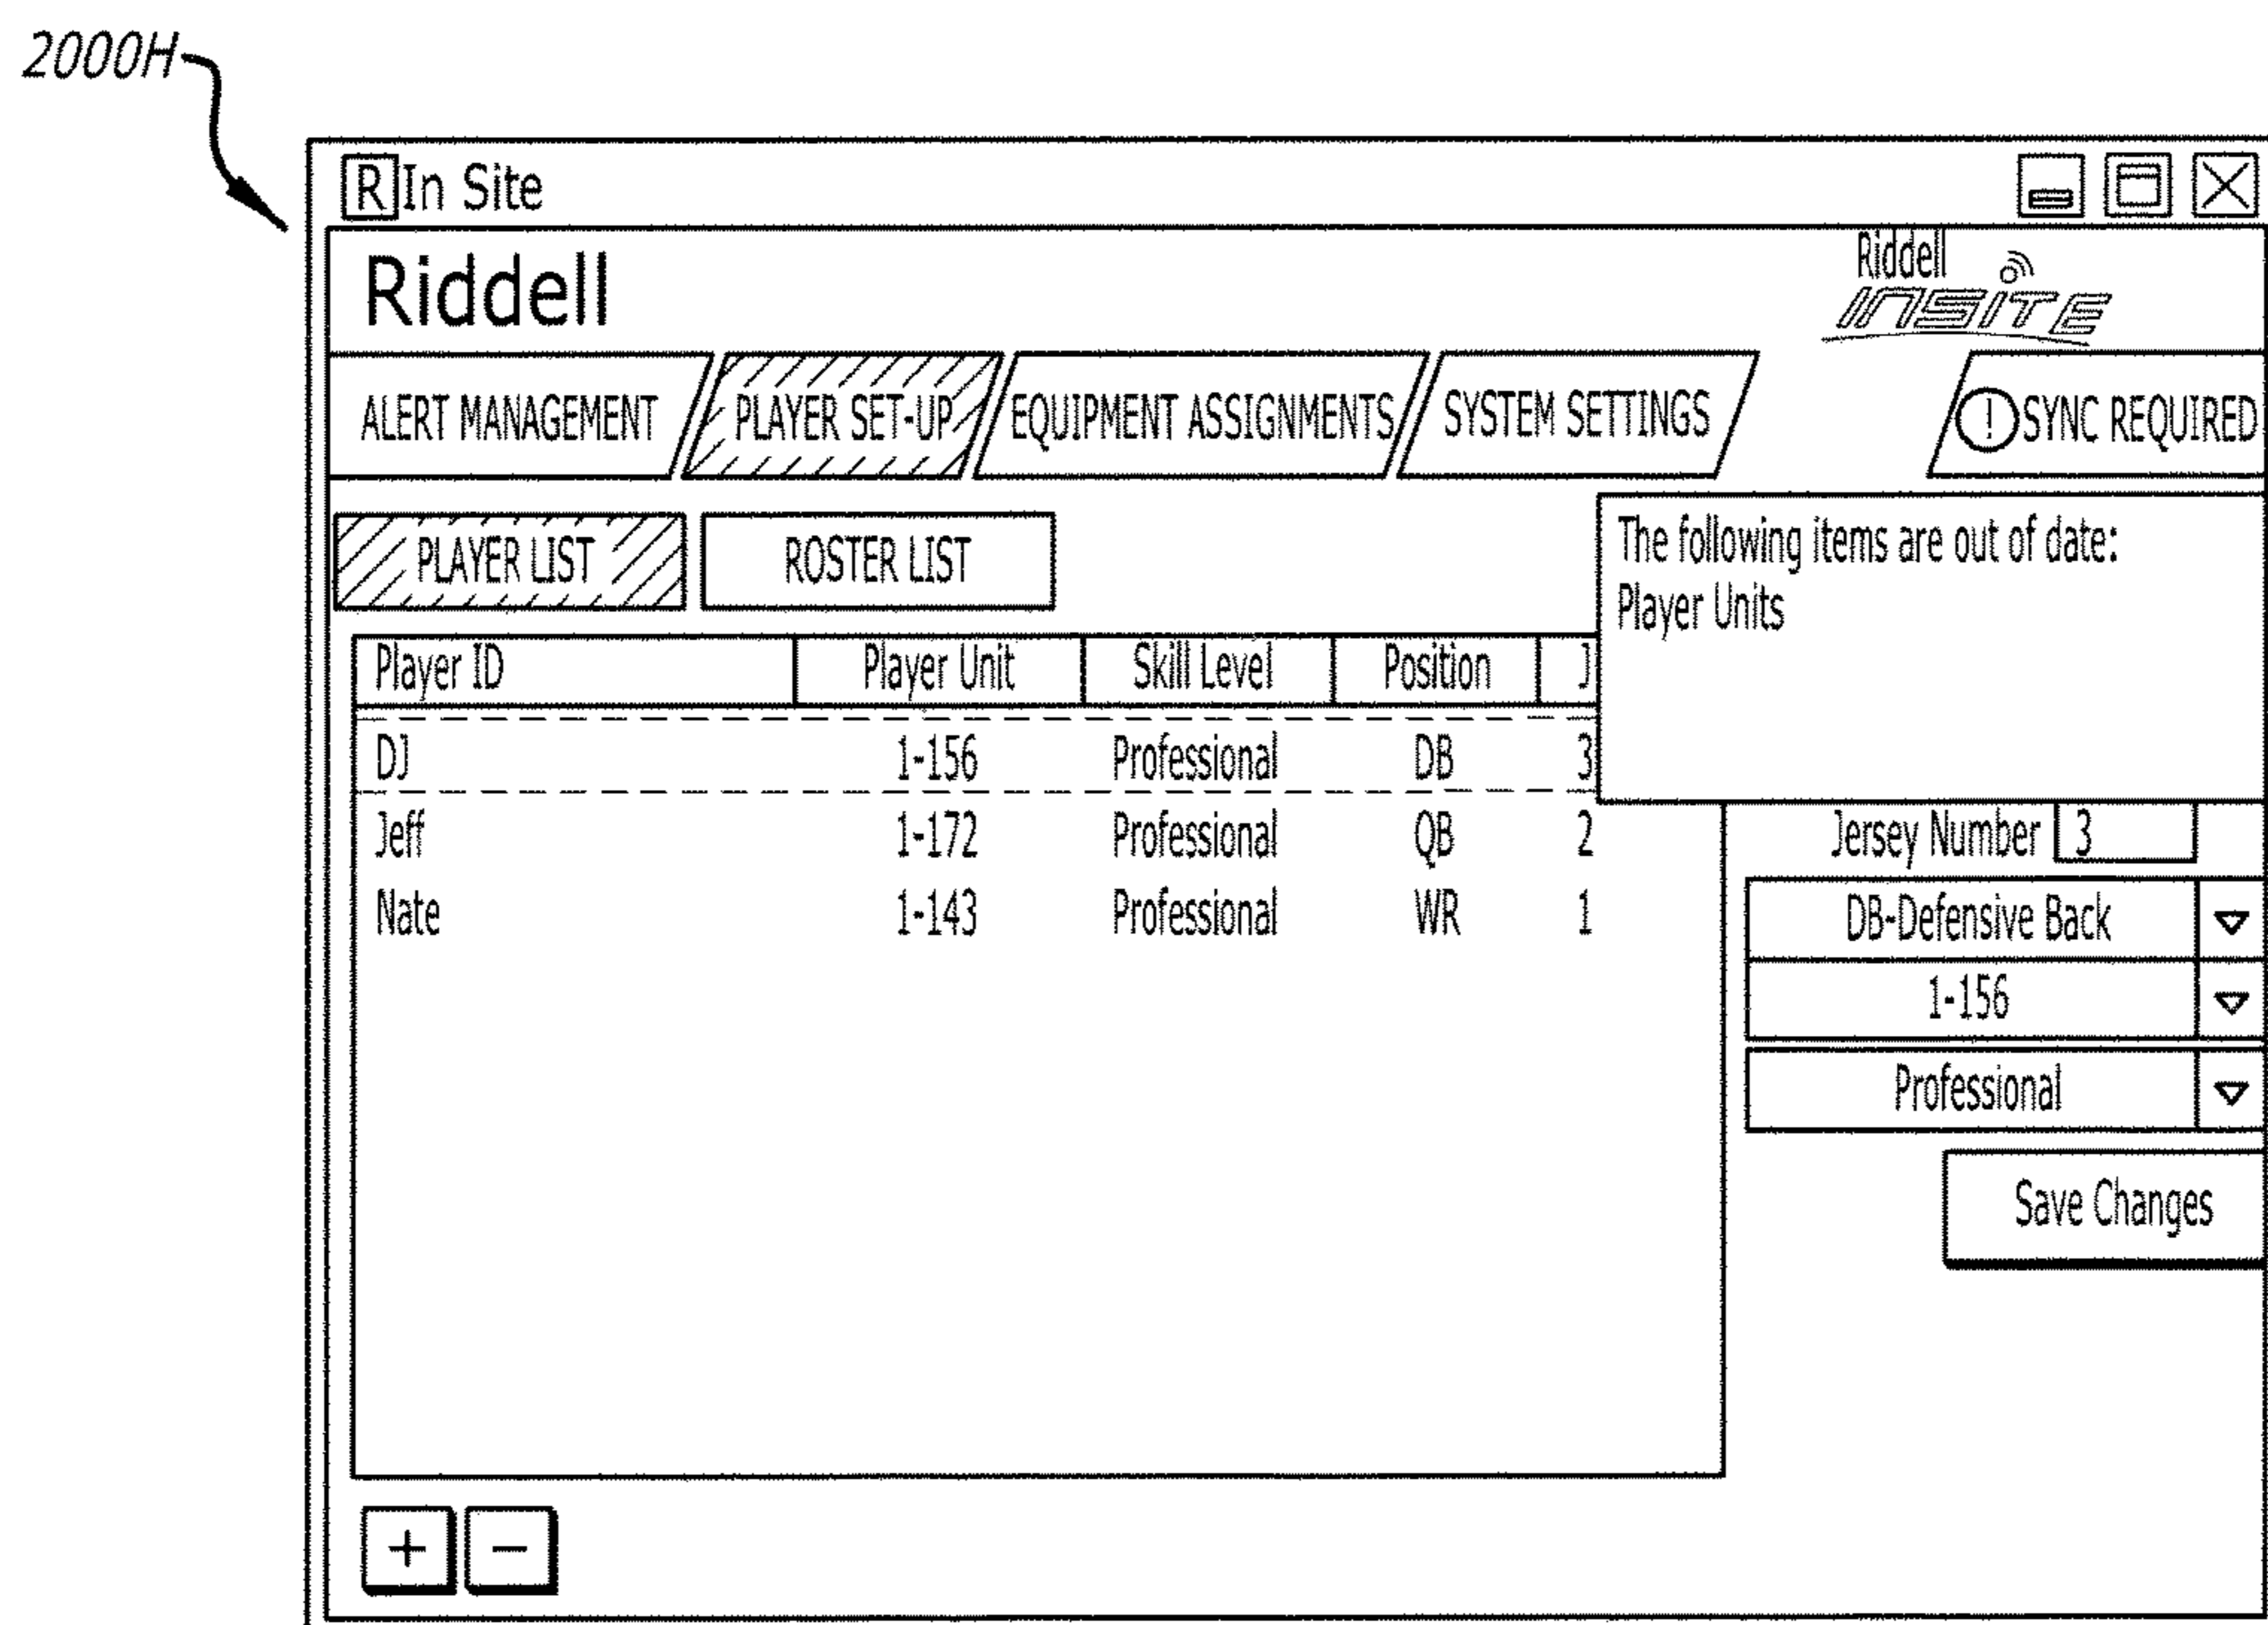 2000H
R In Site
Riddell
Riddell
INSITE
ALERT MANAGEMENT PLAYER SET-UP EQUIPMENT ASSIGNMENTS SYSTEM SETTINGS ! SYNC REQUIRED
PLAYER LIST ROSTER LIST
The following items are out of date:
Player Units
Player ID Player Unit Skill Level Position J
DJ 1-156 Professional DB 3
Jeff 1-172 Professional QB 2
Nate 1-143 Professional WR 1
Jersey Number 3
DB-Defensive Back
1-156
Professional
Save Changes
+ −